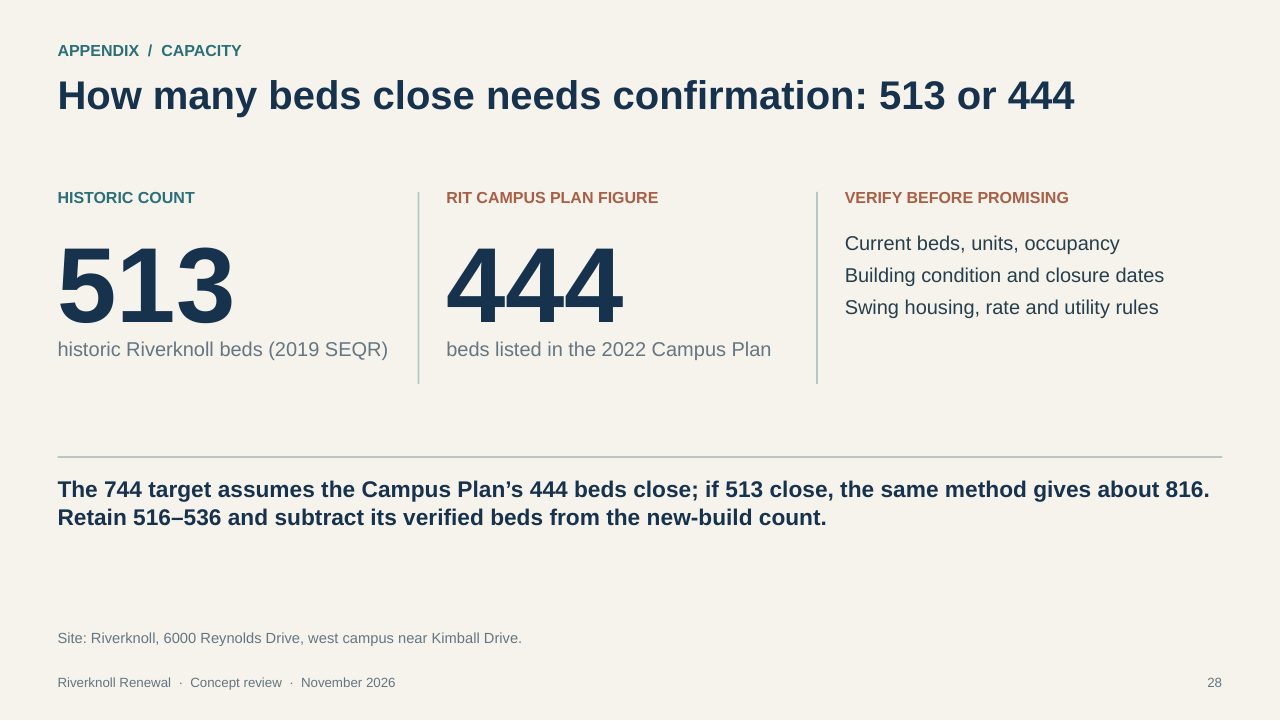 APPENDIX / CAPACITY
How many beds close needs confirmation: 513 or 444
HISTORIC COUNT
513
historic Riverknoll beds (2019 SEQR)
RIT CAMPUS PLAN FIGURE
444
beds listed in the 2022 Campus Plan
VERIFY BEFORE PROMISING
Current beds, units, occupancy
Building condition and closure dates
Swing housing, rate and utility rules
The 744 target assumes the Campus Plan’s 444 beds close; if 513 close, the same method gives about 816.
Retain 516–536 and subtract its verified beds from the new-build count.
Site: Riverknoll, 6000 Reynolds Drive, west campus near Kimball Drive.
Riverknoll Renewal · Concept review · November 2026
28